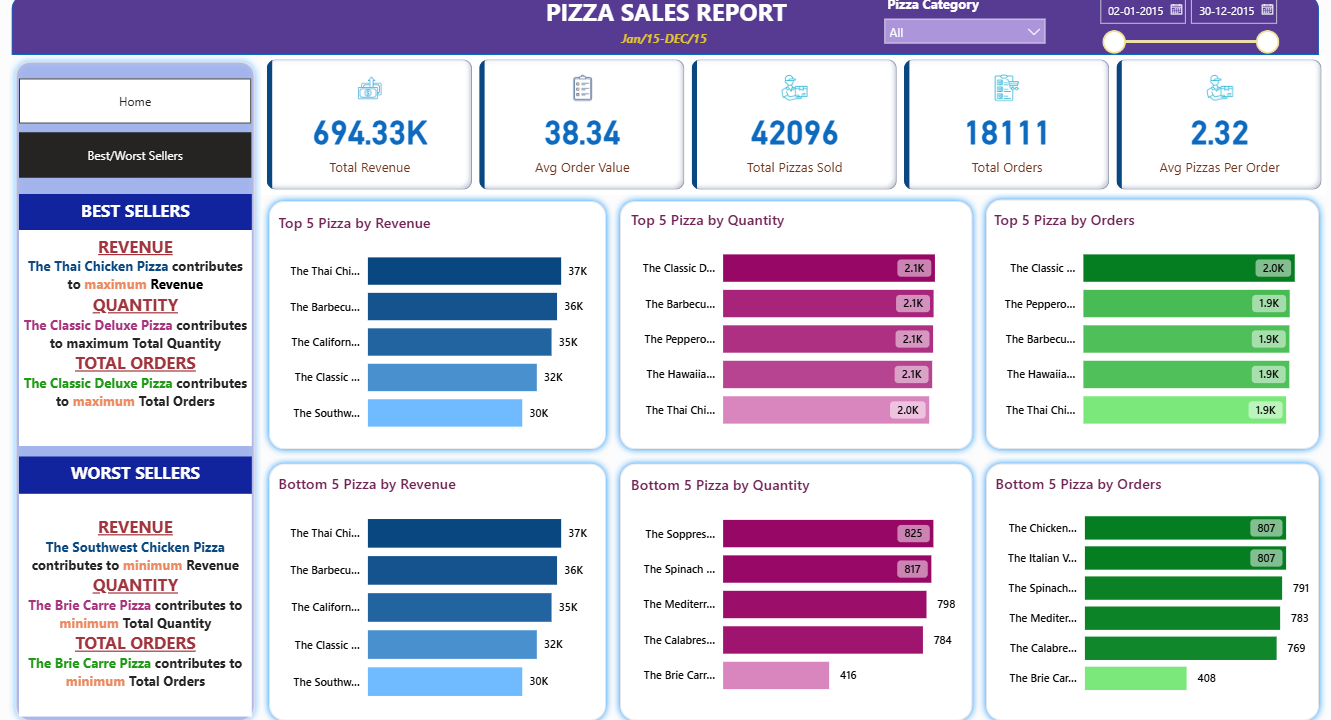 PIZZA SALES REPORT
Jan/15-DEC/15
Pizza Category
All
02-01-2015
30-12-2015
Home
Best/Worst Sellers
694.33K
Total Revenue
38.34
Avg Order Value
42096
Total Pizzas Sold
18111
Total Orders
2.32
Avg Pizzas Per Order
BEST SELLERS
REVENUE
The Thai Chicken Pizza contributes
to maximum Revenue
QUANTITY
The Classic Deluxe Pizza contributes
to maximum Total Quantity
TOTAL ORDERS
The Classic Deluxe Pizza contributes
to maximum Total Orders
WORST SELLERS
REVENUE
The Southwest Chicken Pizza
contributes to minimum Revenue
QUANTITY
The Brie Carre Pizza contributes to
minimum Total Quantity
TOTAL ORDERS
The Brie Carre Pizza contributes to
minimum Total Orders
Top 5 Pizza by Revenue
The Thai Chi... 37K
The Barbecu... 36K
The Californ... 35K
The Classic ... 32K
The Southw... 30K
Top 5 Pizza by Quantity
The Classic D... 2.1K
The Barbecu... 2.1K
The Peppero... 2.1K
The Hawaiia... 2.1K
The Thai Chi... 2.0K
Top 5 Pizza by Orders
The Classic ... 2.0K
The Peppero... 1.9K
The Barbecu... 1.9K
The Hawaiia... 1.9K
The Thai Chi... 1.9K
Bottom 5 Pizza by Revenue
The Thai Chi... 37K
The Barbecu... 36K
The Californ... 35K
The Classic ... 32K
The Southw... 30K
Bottom 5 Pizza by Quantity
The Soppres... 825
The Spinach ... 817
The Mediterr... 798
The Calabres... 784
The Brie Carr... 416
Bottom 5 Pizza by Orders
The Chicken... 807
The Italian V... 807
The Spinach... 791
The Mediter... 783
The Calabre... 769
The Brie Car... 408